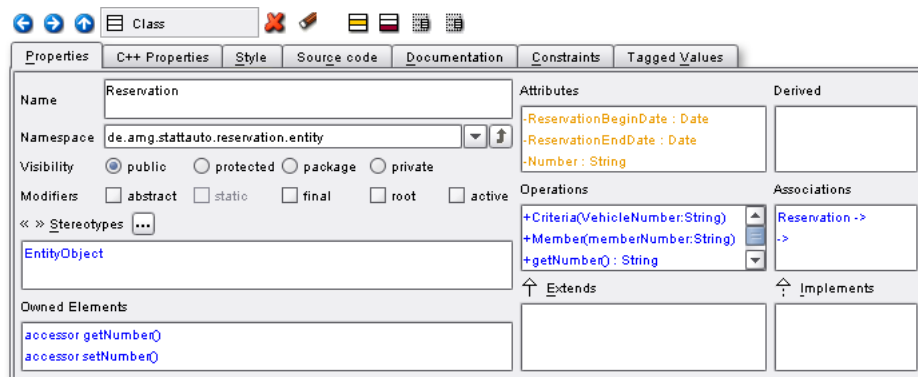 Class
Properties C++ Properties Style Source code Documentation Constraints Tagged Values
Name Reservation
Namespace de.amg.stattauto.reservation.entity
Visibility public protected package private
Modifiers abstract static final root active
« » Stereotypes ...
EntityObject
Owned Elements
accessor getNumber()
accessor setNumber()
Attributes
-ReservationBeginDate : Date
-ReservationEndDate : Date
-Number : String
Operations
+Criteria(VehicleNumber:String)
+Member(memberNumber:String)
+getNumber() : String
Extends
Derived
Associations
Reservation ->
->
Implements